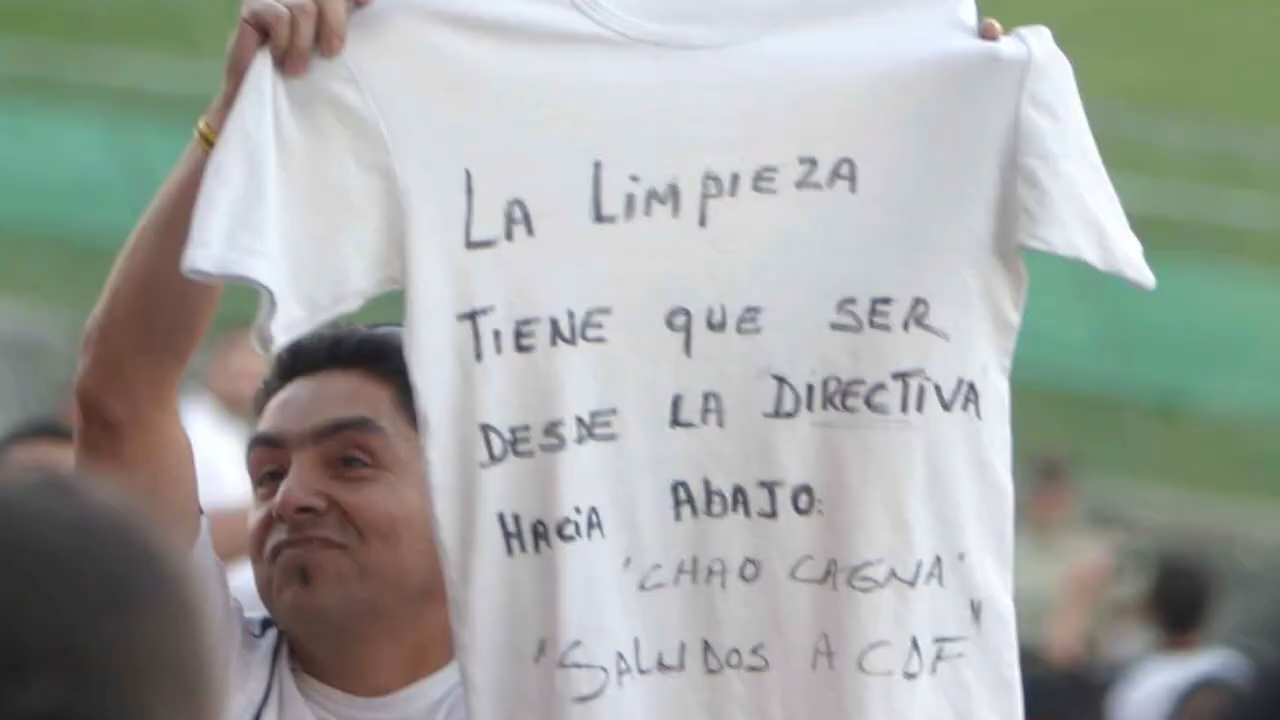 LA LIMPIEZA
TIENE QUE SER
DESDE LA DIRECTIVA
HACIA ABAJO:
"CHAO CAGNA"
"SALUDOS A CDF"